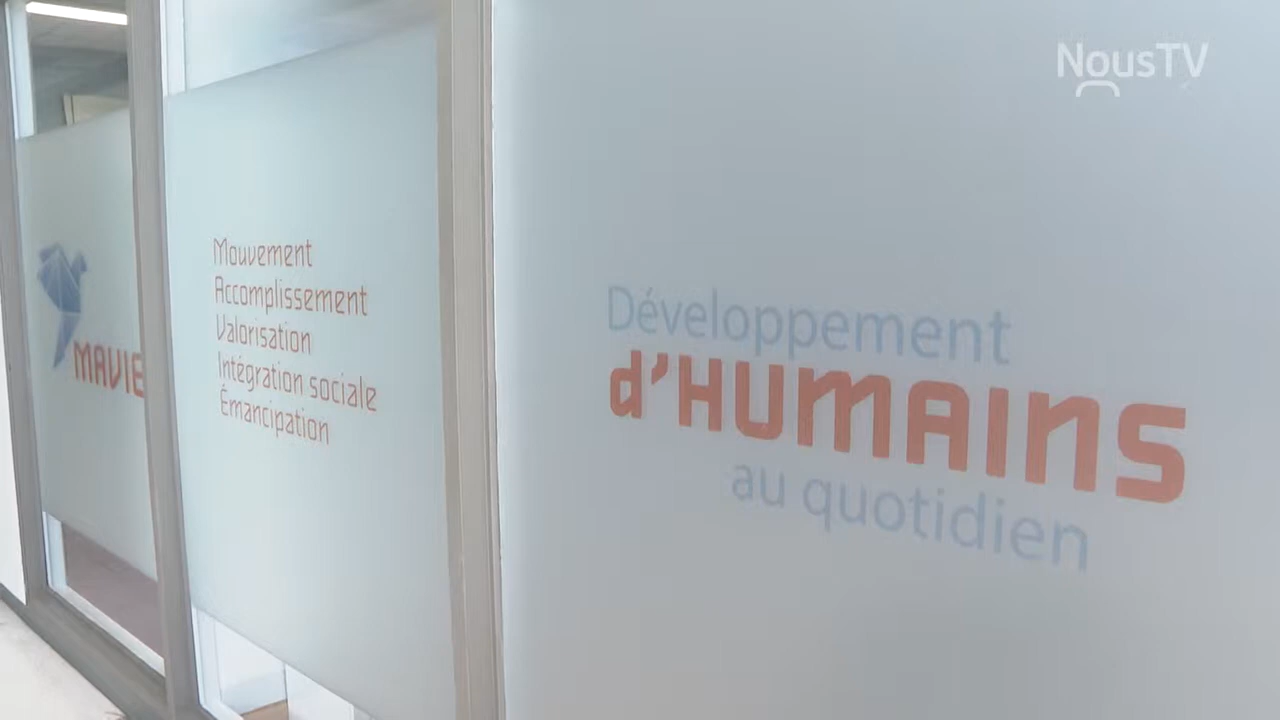 NousTV
MAVIE
Mouvement
Accomplissement
Valorisation
Intégration sociale
Émancipation
Développement
d'HUMAINS
au quotidien